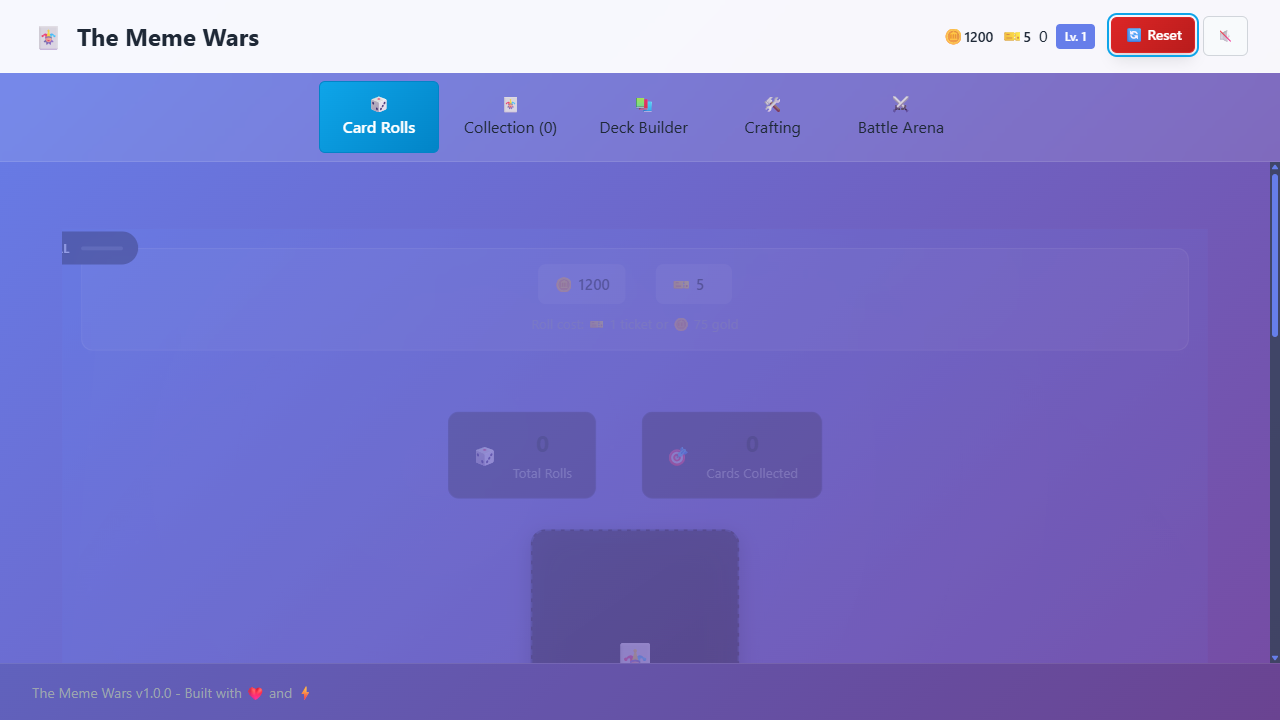 The Meme Wars
1200 5 0 Lv. 1 Reset
Card Rolls
Collection (0)
Deck Builder
Crafting
Battle Arena
L
1200 5
Roll cost: 1 ticket or 75 gold
0
Total Rolls
0
Cards Collected
The Meme Wars v1.0.0 - Built with and